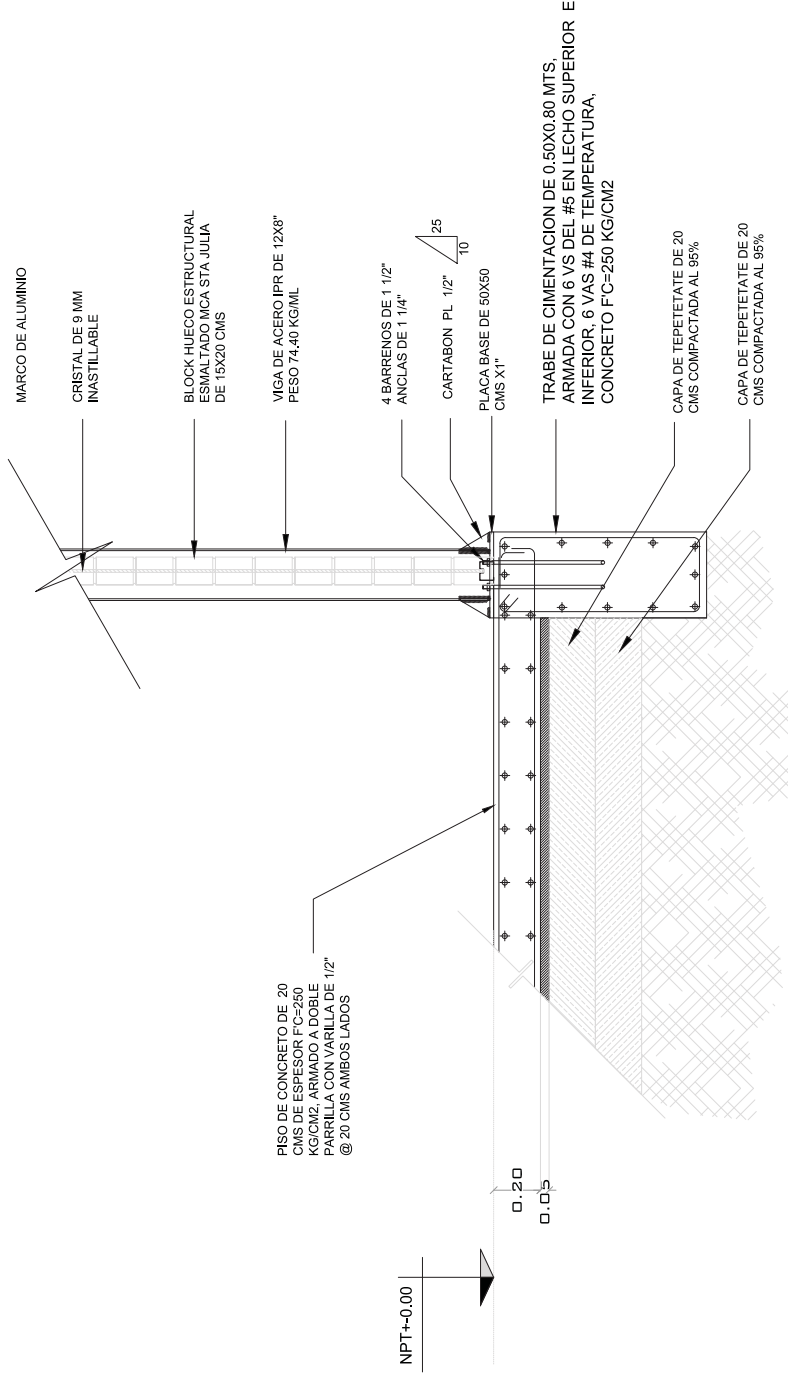 MARCO DE ALUMINIO
CRISTAL DE 9 MM
INASTILLABLE
BLOCK HUECO ESTRUCTURAL
ESMALTADO MCA STA JULIA
DE 15X20 CMS
VIGA DE ACERO IPR DE 12X8"
PESO 74.40 KG/ML
4 BARRENOS DE 1 1/2"
ANCLAS DE 1 1/4"
CARTABON PL 1/2"
25
10
PLACA BASE DE 50X50
CMS X1"
TRABE DE CIMENTACION DE 0.50X0.80 MTS,
ARMADA CON 6 VS DEL #5 EN LECHO SUPERIOR E
INFERIOR, 6 VAS #4 DE TEMPERATURA,
CONCRETO F'C=250 KG/CM2
CAPA DE TEPETETATE DE 20
CMS COMPACTADA AL 95%
CAPA DE TEPETETATE DE 20
CMS COMPACTADA AL 95%
PISO DE CONCRETO DE 20
CMS DE ESPESOR F'C=250
KG/CM2, ARMADO A DOBLE
PARRILLA CON VARILLA DE 1/2"
@ 20 CMS AMBOS LADOS
0.20
0.05
NPT+-0.00